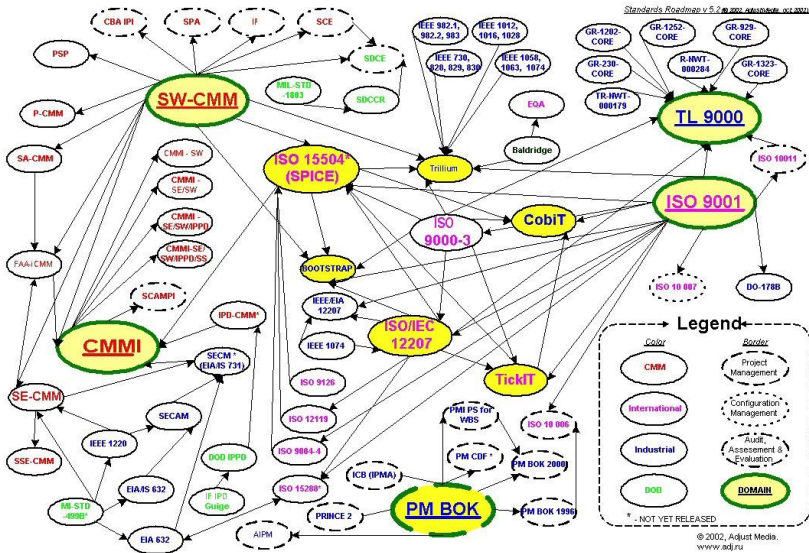 Standards Roadmap v 5.2
CBA IPI
SPA
IF
SCE
SDCE
PSP
SW-CMM
MIL-STD
-1803
SDCCR
P-CMM
SA-CMM
IEEE 982.1,
982.2, 983
IEEE 1012,
1016, 1028
IEEE 730,
828, 829, 830
IEEE 1058,
1063, 1074
EQA
Baldridge
Trillium
GR-1202-
CORE
GR-1252-
CORE
GR-929-
CORE
GR-230-
CORE
R-NWT-
000284
GR-1323-
CORE
TR-NWT-
000179
TL 9000
ISO 10011
ISO 15504*
(SPICE)
ISO 9001
CMMI - SW
CMMI -
SE/SW
CMMI -
SE/SW/IPPD
CMMI-SE/
SW/IPPD/SS
FAA-iCMM
SCAMPI
ISO
9000-3
CobiT
BOOTSTRAP
ISO 10 007
DO-178B
IPD-CMM*
CMMI
SECM *
(EIA/IS 731)
IEEE/EIA
12207
IEEE 1074
ISO/IEC
12207
TickIT
ISO 9126
SE-CMM
SECAM
IEEE 1220
SSE-CMM
EIA/IS 632
MI-STD
-499B*
EIA 632
DOD IPPD
IF IPD
Guige
ISO 12119
ISO 9004-4
ISO 15288*
AIPM
ICB (IPMA)
PRINCE 2
PM BOK
PMI PS for
WBS
PM CDF *
ISO 10 006
PM BOK 2000
PM BOK 1996
Legend
Color
Border
CMM
Project
Management
International
Configuration
Management
Industrial
Audit,
Assessment &
Evaluation
DOD
DOMAIN
* - NOT YET RELEASED
© 2002, Adjust Media.
www.adj.ru